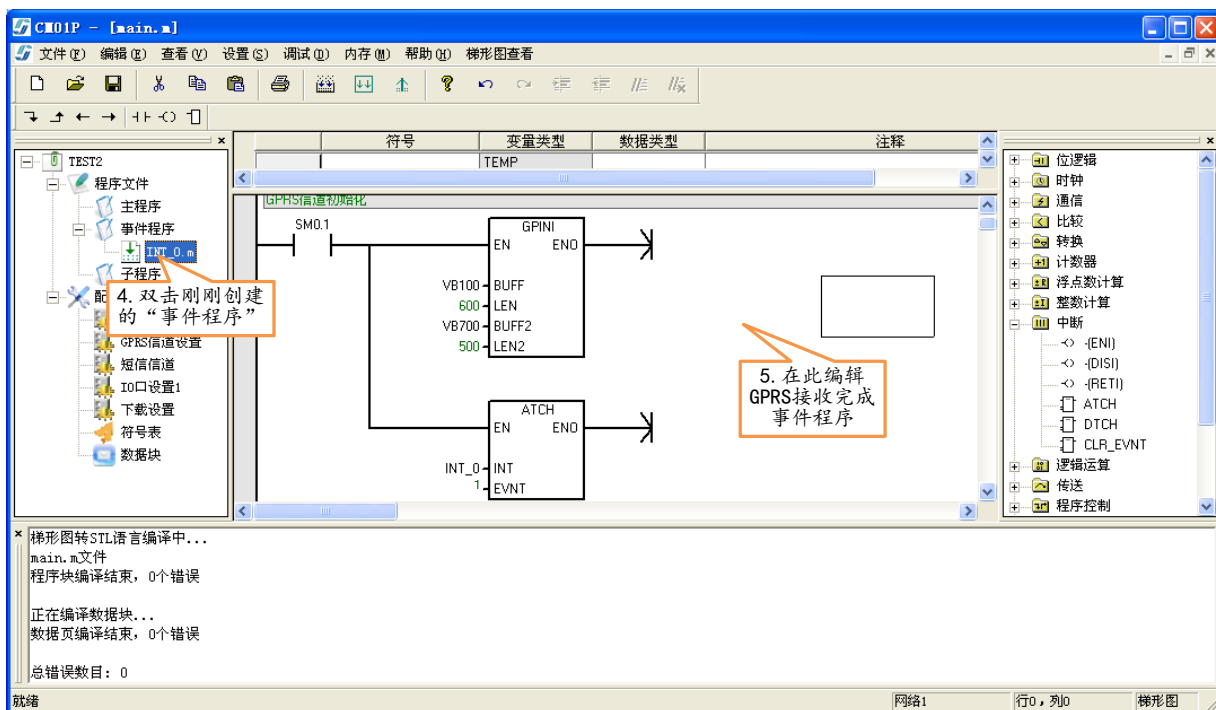 CM01P - [main.m]
文件(F) 编辑(E) 查看(V) 设置(S) 调试(D) 内存(M) 帮助(H) 梯形图查看
符号 变量类型 数据类型 注释
TEMP
TEST2
程序文件
主程序
事件程序
INT_0.m
子程序
配
GPRS信道设置
短信信道
IO口设置1
下载设置
符号表
数据块
4.双击刚刚创建
的“事件程序”
GPRS信道初始化
SM0.1
GPINI
EN ENO
VB100 BUFF
600 LEN
VB700 BUFF2
500 LEN2
ATCH
EN ENO
INT_0 INT
1 EVNT
5.在此编辑
GPRS接收完成
事件程序
位逻辑
时钟
通信
比较
转换
计数器
浮点数计算
整数计算
中断
-(ENI)
-(DISI)
-(RETI)
ATCH
DTCH
CLR_EVNT
逻辑运算
传送
程序控制
梯形图转STL语言编译中...
main.m文件
程序块编译结束，0个错误
正在编译数据块...
数据页编译结束，0个错误
总错误数目：0
就绪 网络1 行0，列0 梯形图